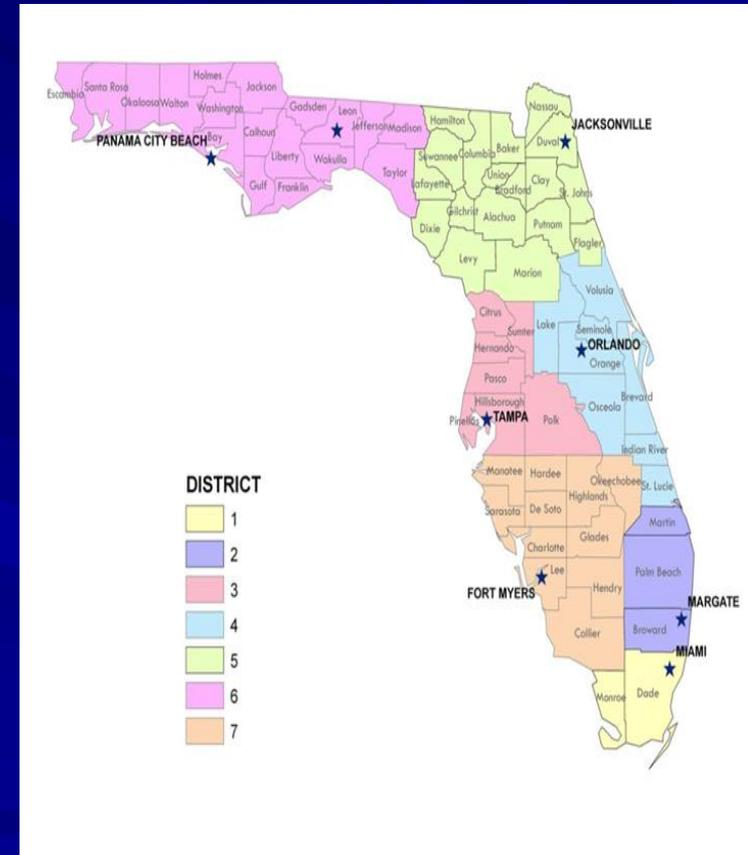 Holmes
Jackson
Santa Rosa
Escambia
Okaloosa
Walton
Washington
Gadsden
Leon
Jefferson
Madison
Hamilton
Nassau
JACKSONVILLE
PANAMA CITY BEACH
Bay
Calhoun
Liberty
Wakulla
Taylor
Suwannee
Columbia
Baker
Duval
Gulf
Franklin
Lafayette
Union
Bradford
Clay
St. Johns
Dixie
Gilchrist
Alachua
Putnam
Flagler
Levy
Marion
Volusia
Citrus
Sumter
Lake
Seminole
ORLANDO
Hernando
Orange
Pasco
Hillsborough
Pinellas
TAMPA
Polk
Osceola
Brevard
Indian River
Manatee
Hardee
Okeechobee
St. Lucie
Highlands
Sarasota
De Soto
Martin
Charlotte
Glades
Lee
FORT MYERS
Hendry
Palm Beach
MARGATE
Collier
Broward
MIAMI
Monroe
Dade
DISTRICT
1
2
3
4
5
6
7